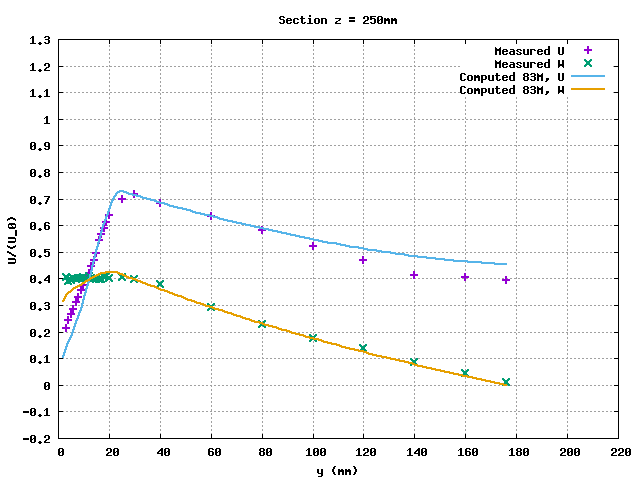 Section z = 250mm
1.3
1.2
1.1
1
0.9
0.8
0.7
0.6
0.5
0.4
0.3
0.2
0.1
0
-0.1
-0.2
U/(U_0)
Measured U
Measured W
Computed 83M, U
Computed 83M, W
0 20 40 60 80 100 120 140 160 180 200 220
y (mm)